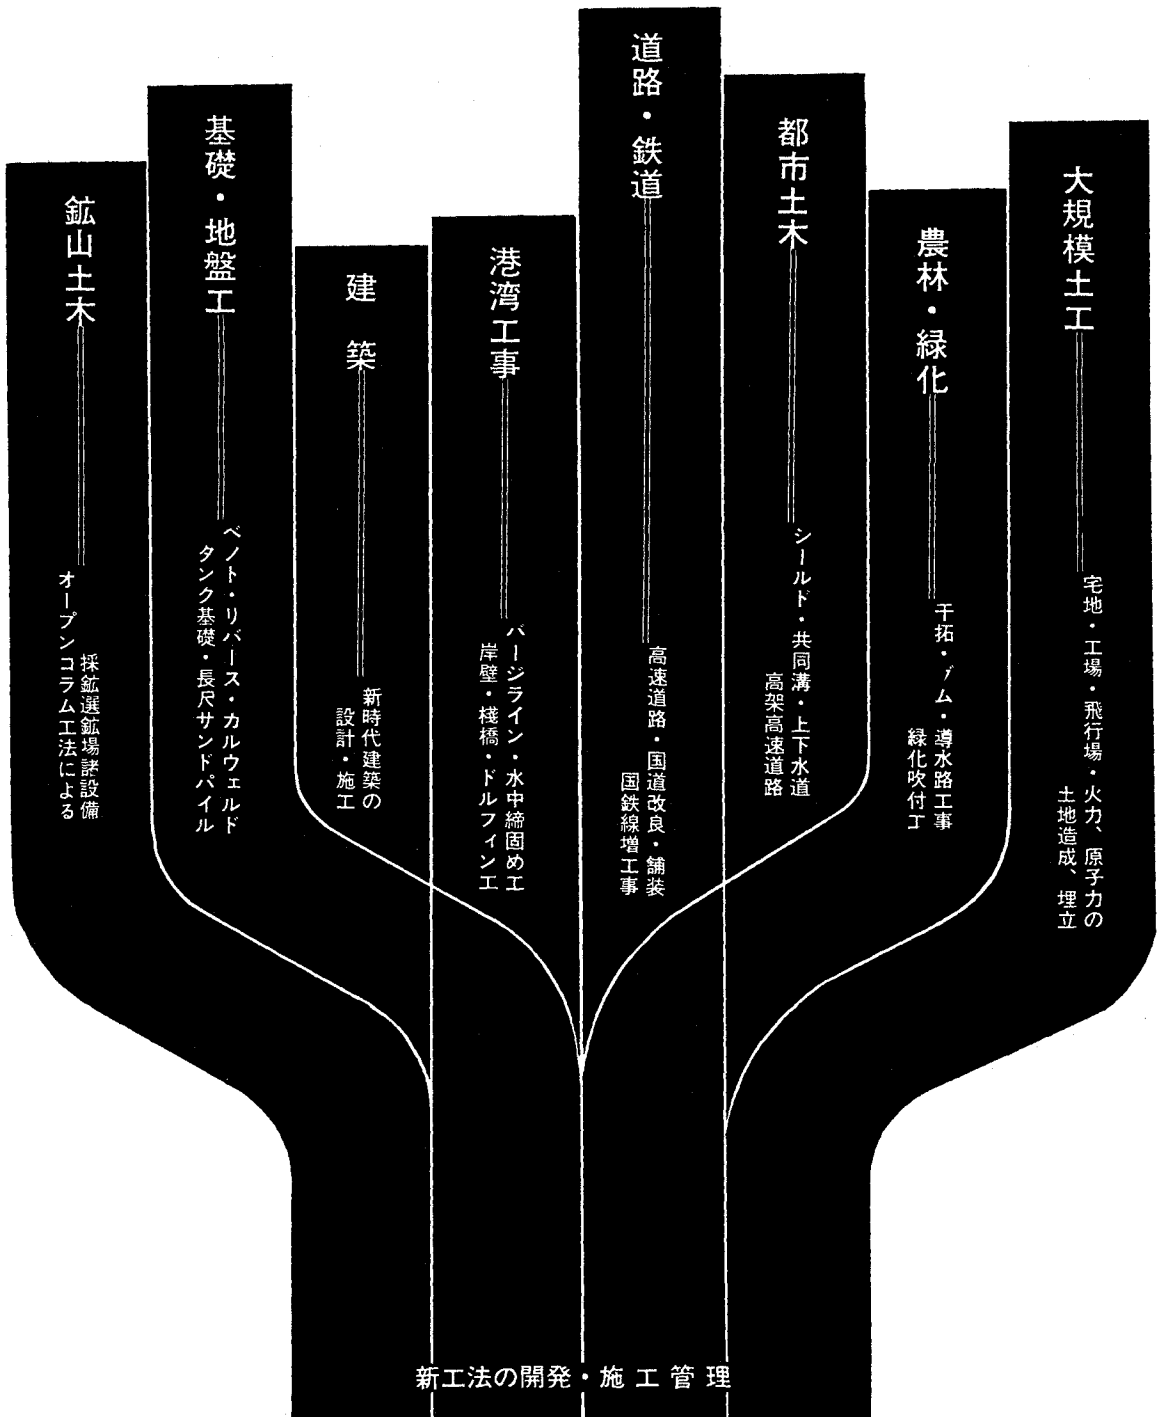 大規模土工
宅地・工場・飛行場・火力、原子力の
土地造成、埋立
農林・緑化
干拓・ダム・導水路工事
緑化吹付工
都市土木
シールド・共同溝・上下水道
高架高速道路
道路・鉄道
高速道路・国道改良・舗装
国鉄線増工事
港湾工事
バージライン・水中締固め工
岸壁・棧橋・ドルフィン工
建築
新時代建築の
設計・施工
基礎・地盤工
ベノト・リバース・カルウェルド
タンク基礎・長尺サンドパイル
鉱山土木
オープンコラム工法による
採鉱選鉱場諸設備
新工法の開発・施工管理